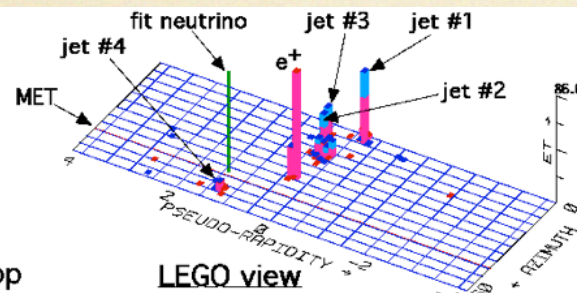 fit neutrino
jet #3
jet #1
jet #4
e+
jet #2
MET
86.0
ET
4
2
0
-2
PSEUDO-RAPIDITY
0
+ AZIMUTH
LEGO view